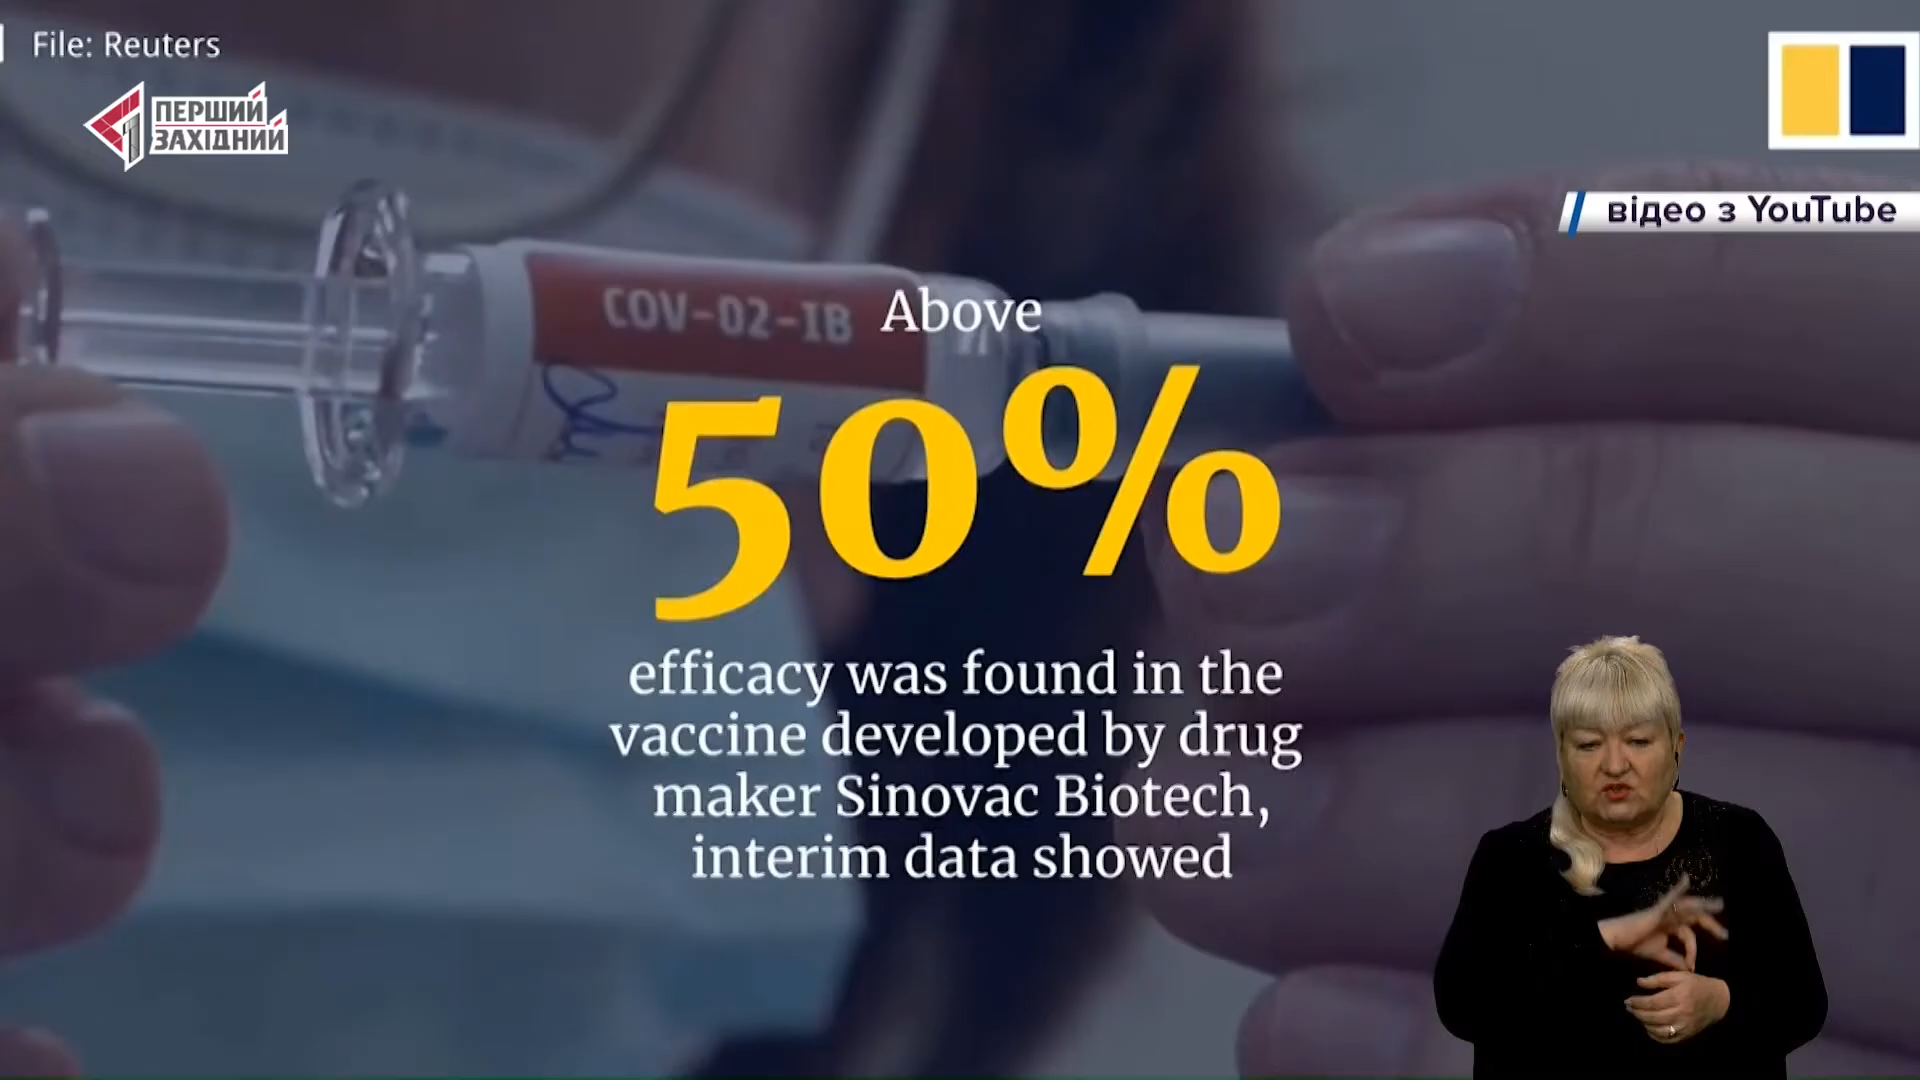 File: Reuters
ПЕРШИЙ
ЗАХІДНИЙ
відео з YouTube
COV-02-IB
Above
50%
efficacy was found in the
vaccine developed by drug
maker Sinovac Biotech,
interim data showed